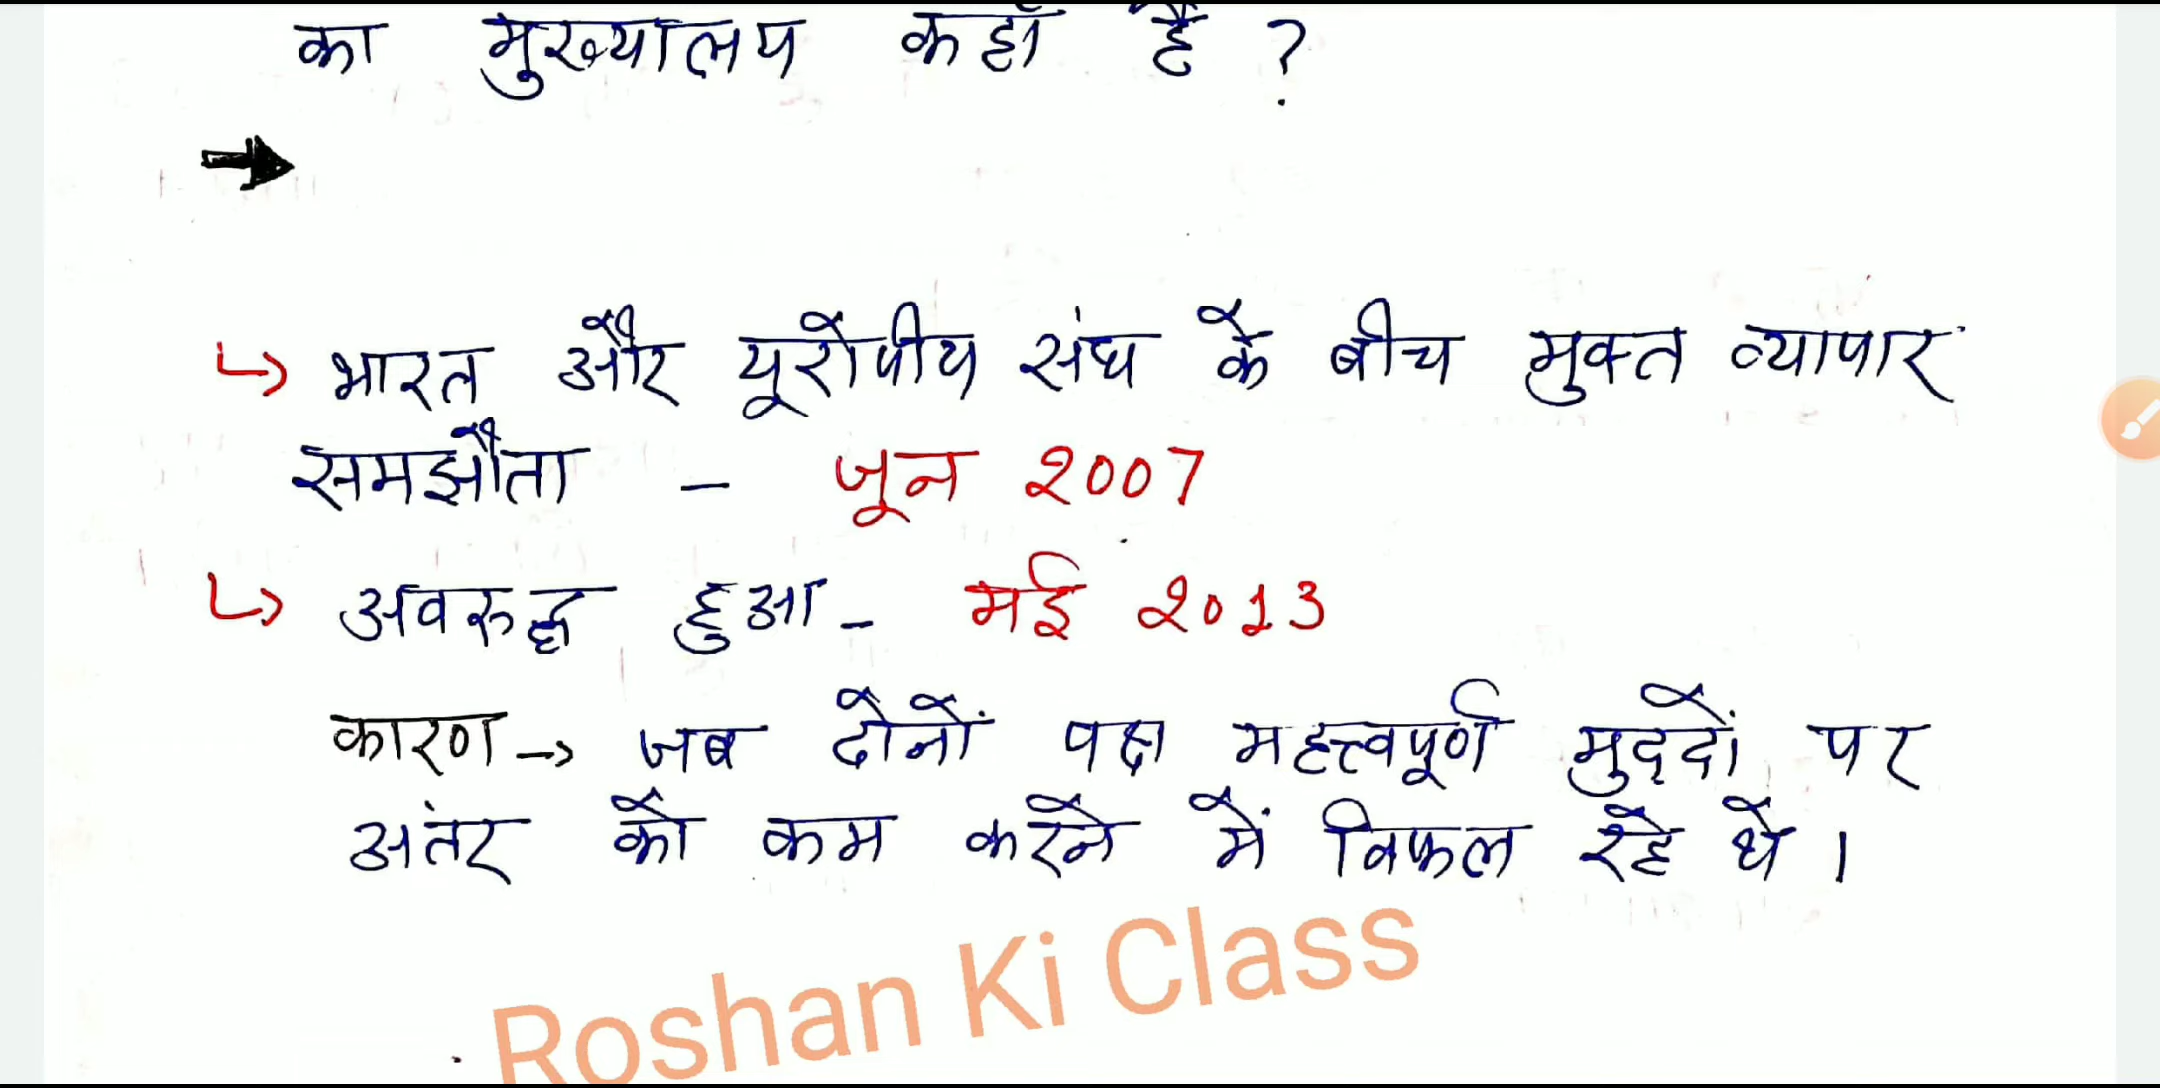 का मुख्यालय कहाँ है ?
→
↳ भारत और यूरोपीय संघ के बीच मुक्त व्यापार
समझौता - जून 2007
↳ अवरुद्ध हुआ - मई 2013
कारण → जब दोनों पक्ष महत्त्वपूर्ण मुद्दों पर
अंतर को कम करने में विफल रहे थे ।
Roshan Ki Class